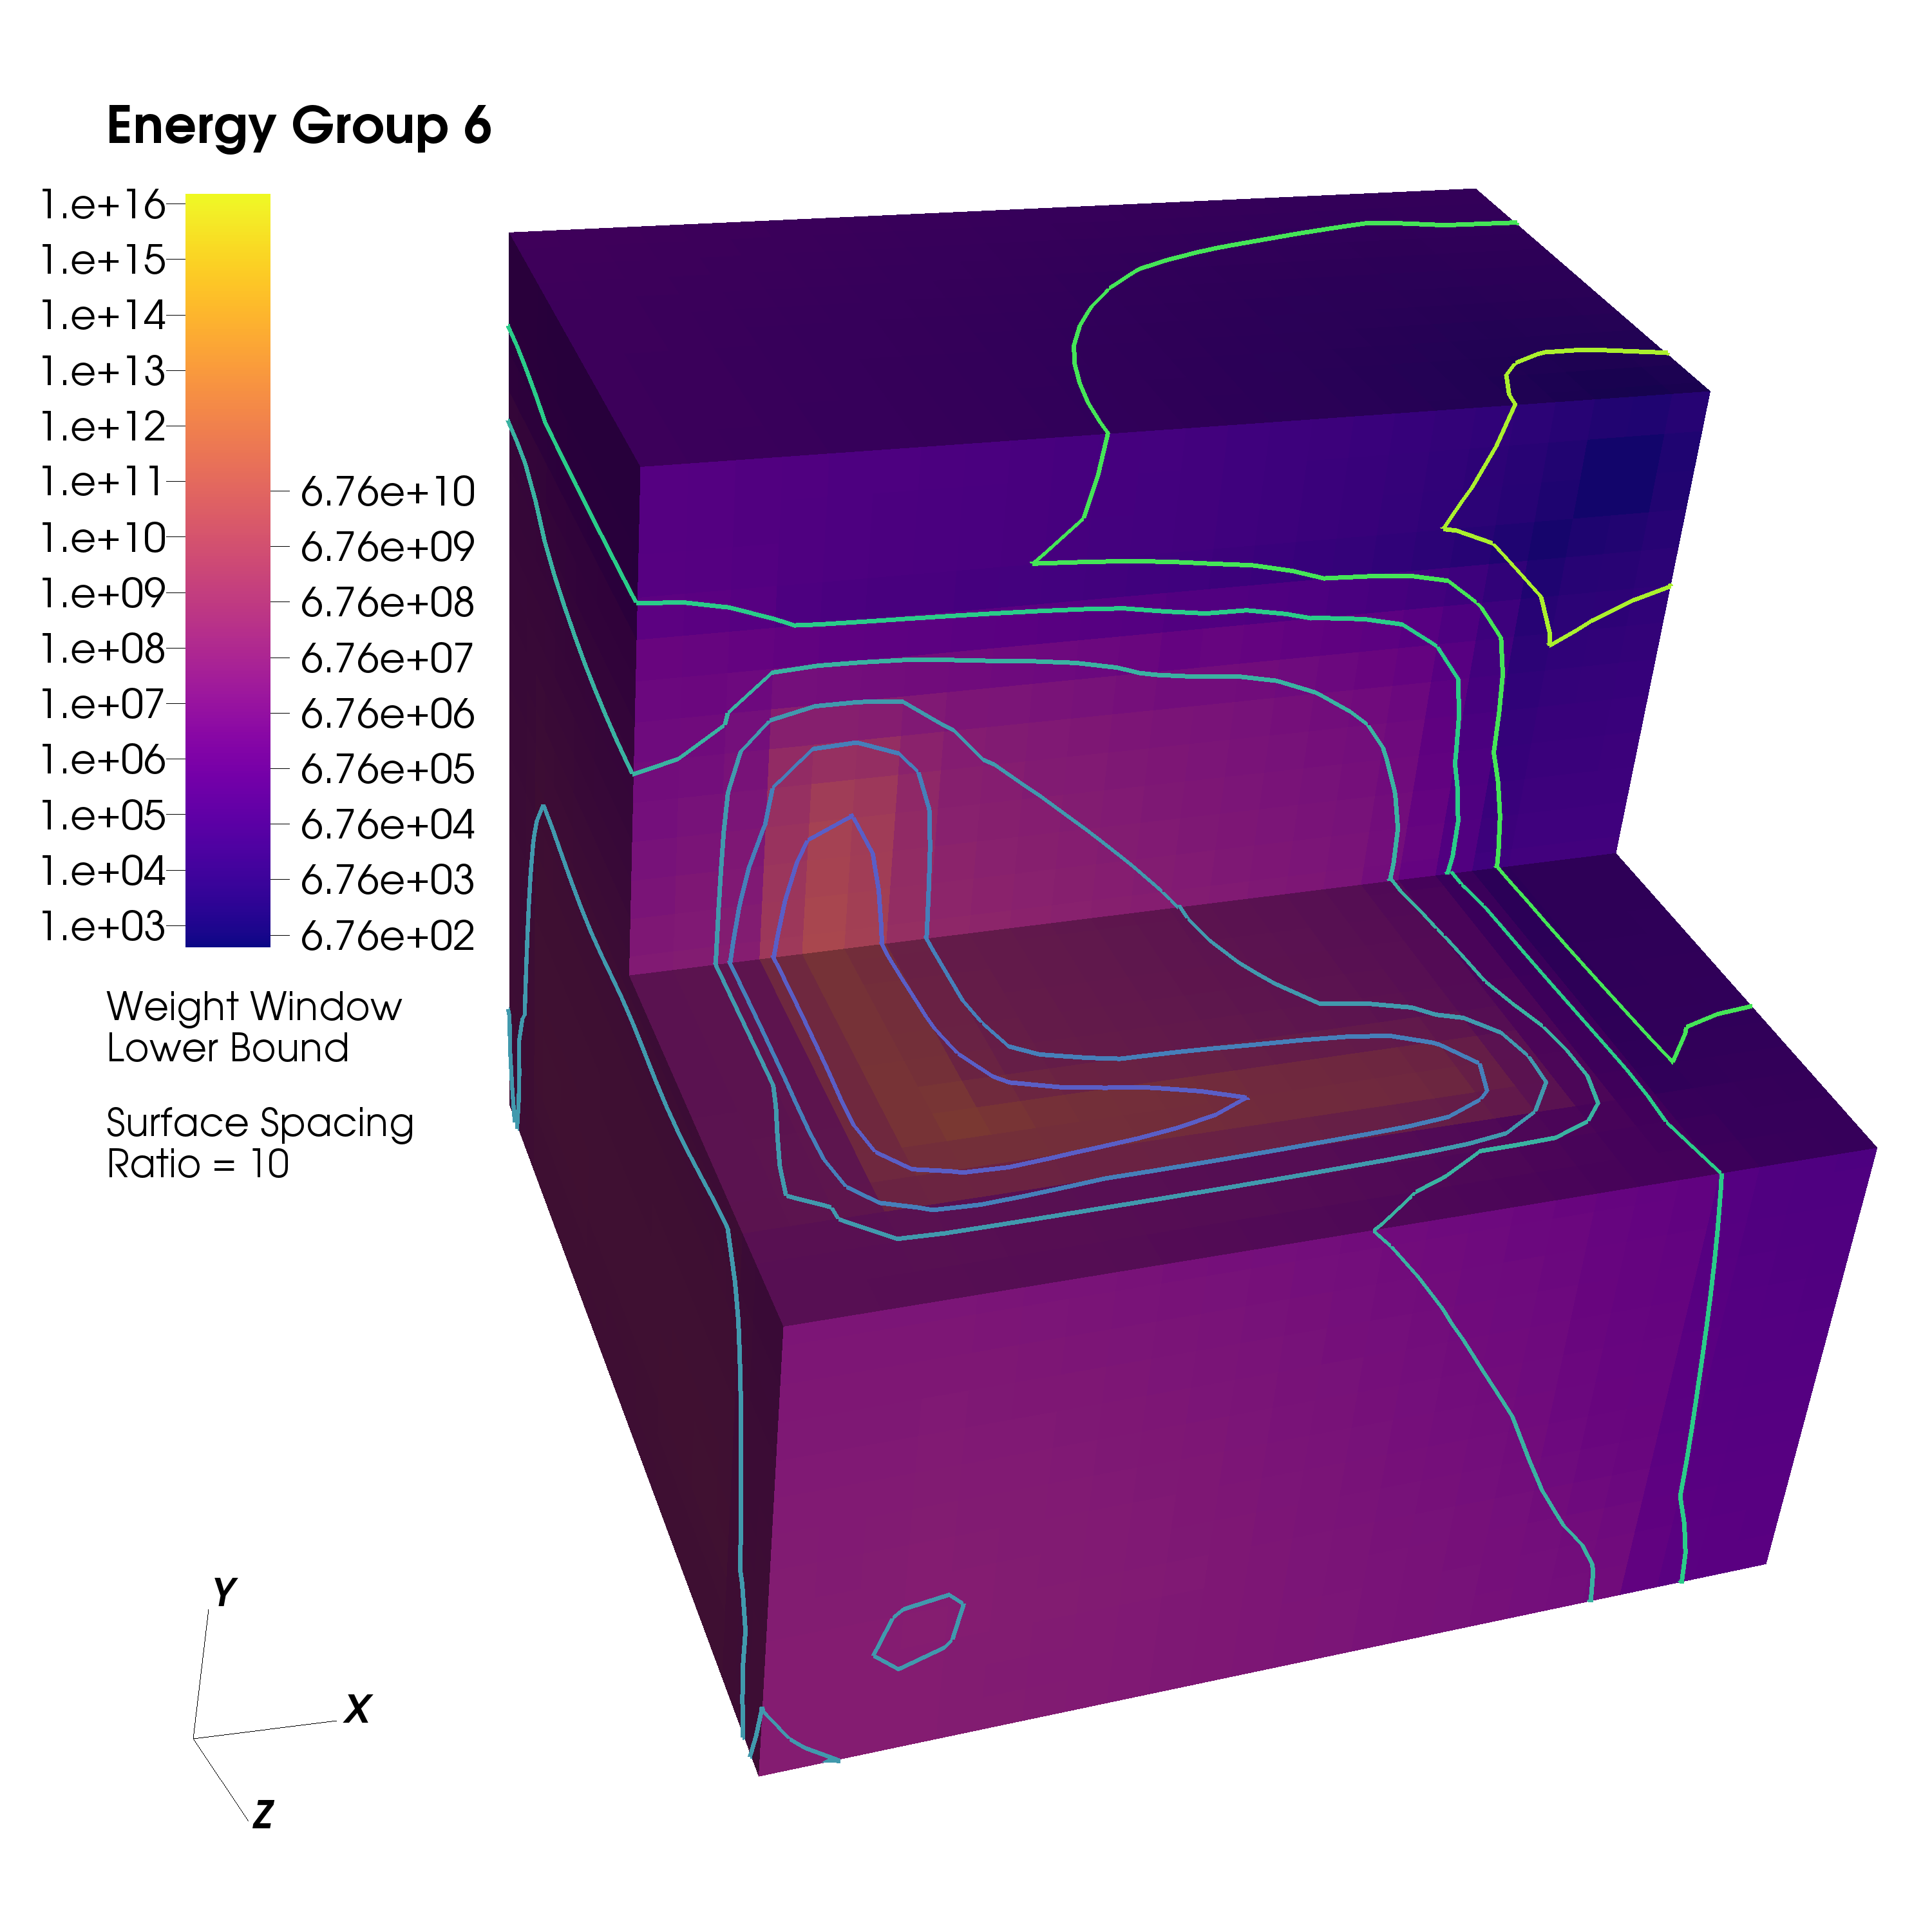 Energy Group 6
1.e+16
1.e+15
1.e+14
1.e+13
1.e+12
1.e+11
1.e+10
1.e+09
1.e+08
1.e+07
1.e+06
1.e+05
1.e+04
1.e+03
6.76e+10
6.76e+09
6.76e+08
6.76e+07
6.76e+06
6.76e+05
6.76e+04
6.76e+03
6.76e+02
Weight Window
Lower Bound
Surface Spacing
Ratio = 10
Y
X
Z